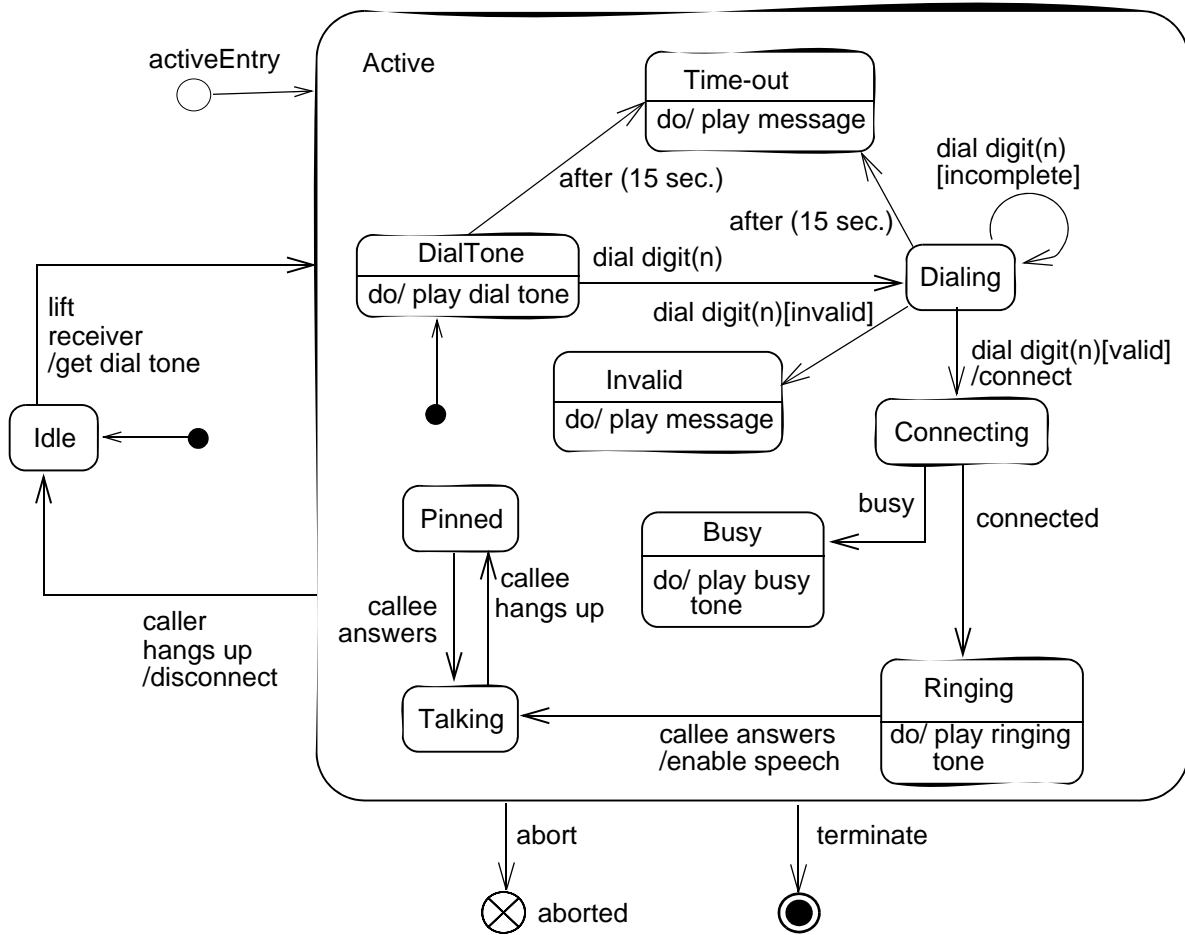 activeEntry
Active
Time-out
do/ play message
dial digit(n)
[incomplete]
after (15 sec.)
after (15 sec.)
DialTone
do/ play dial tone
dial digit(n)
Dialing
lift
receiver
/get dial tone
dial digit(n)[invalid]
dial digit(n)[valid]
/connect
Invalid
do/ play message
Idle
Connecting
Pinned
busy
connected
Busy
do/ play busy
tone
callee
hangs up
callee
answers
caller
hangs up
/disconnect
Talking
Ringing
do/ play ringing
tone
callee answers
/enable speech
abort
terminate
aborted